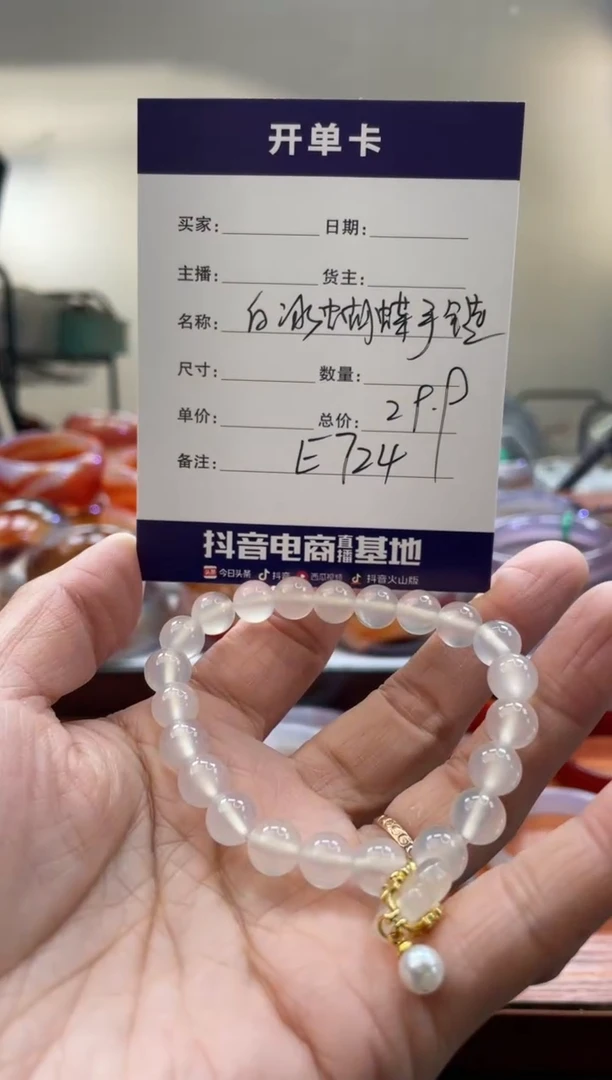 开单卡
买家: 日期:
主播: 货主:
名称: 白冰蝴蝶手链
尺寸: 数量:
单价: 总价: 29.9
备注: E724
抖音电商直播基地
今日头条 抖音 西瓜视频 抖音火山版